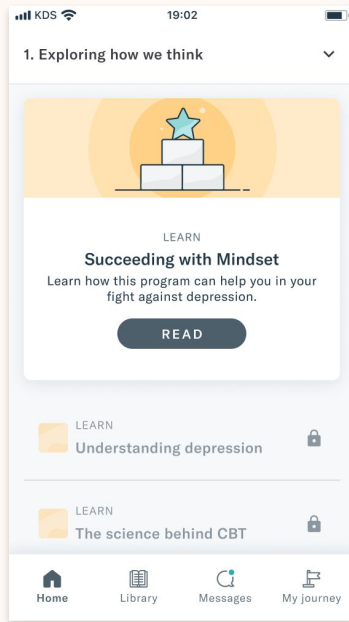 KDS 19:02
1. Exploring how we think
LEARN
Succeeding with Mindset
Learn how this program can help you in your
fight against depression.
READ
LEARN
Understanding depression
LEARN
The science behind CBT
Home Library Messages My journey